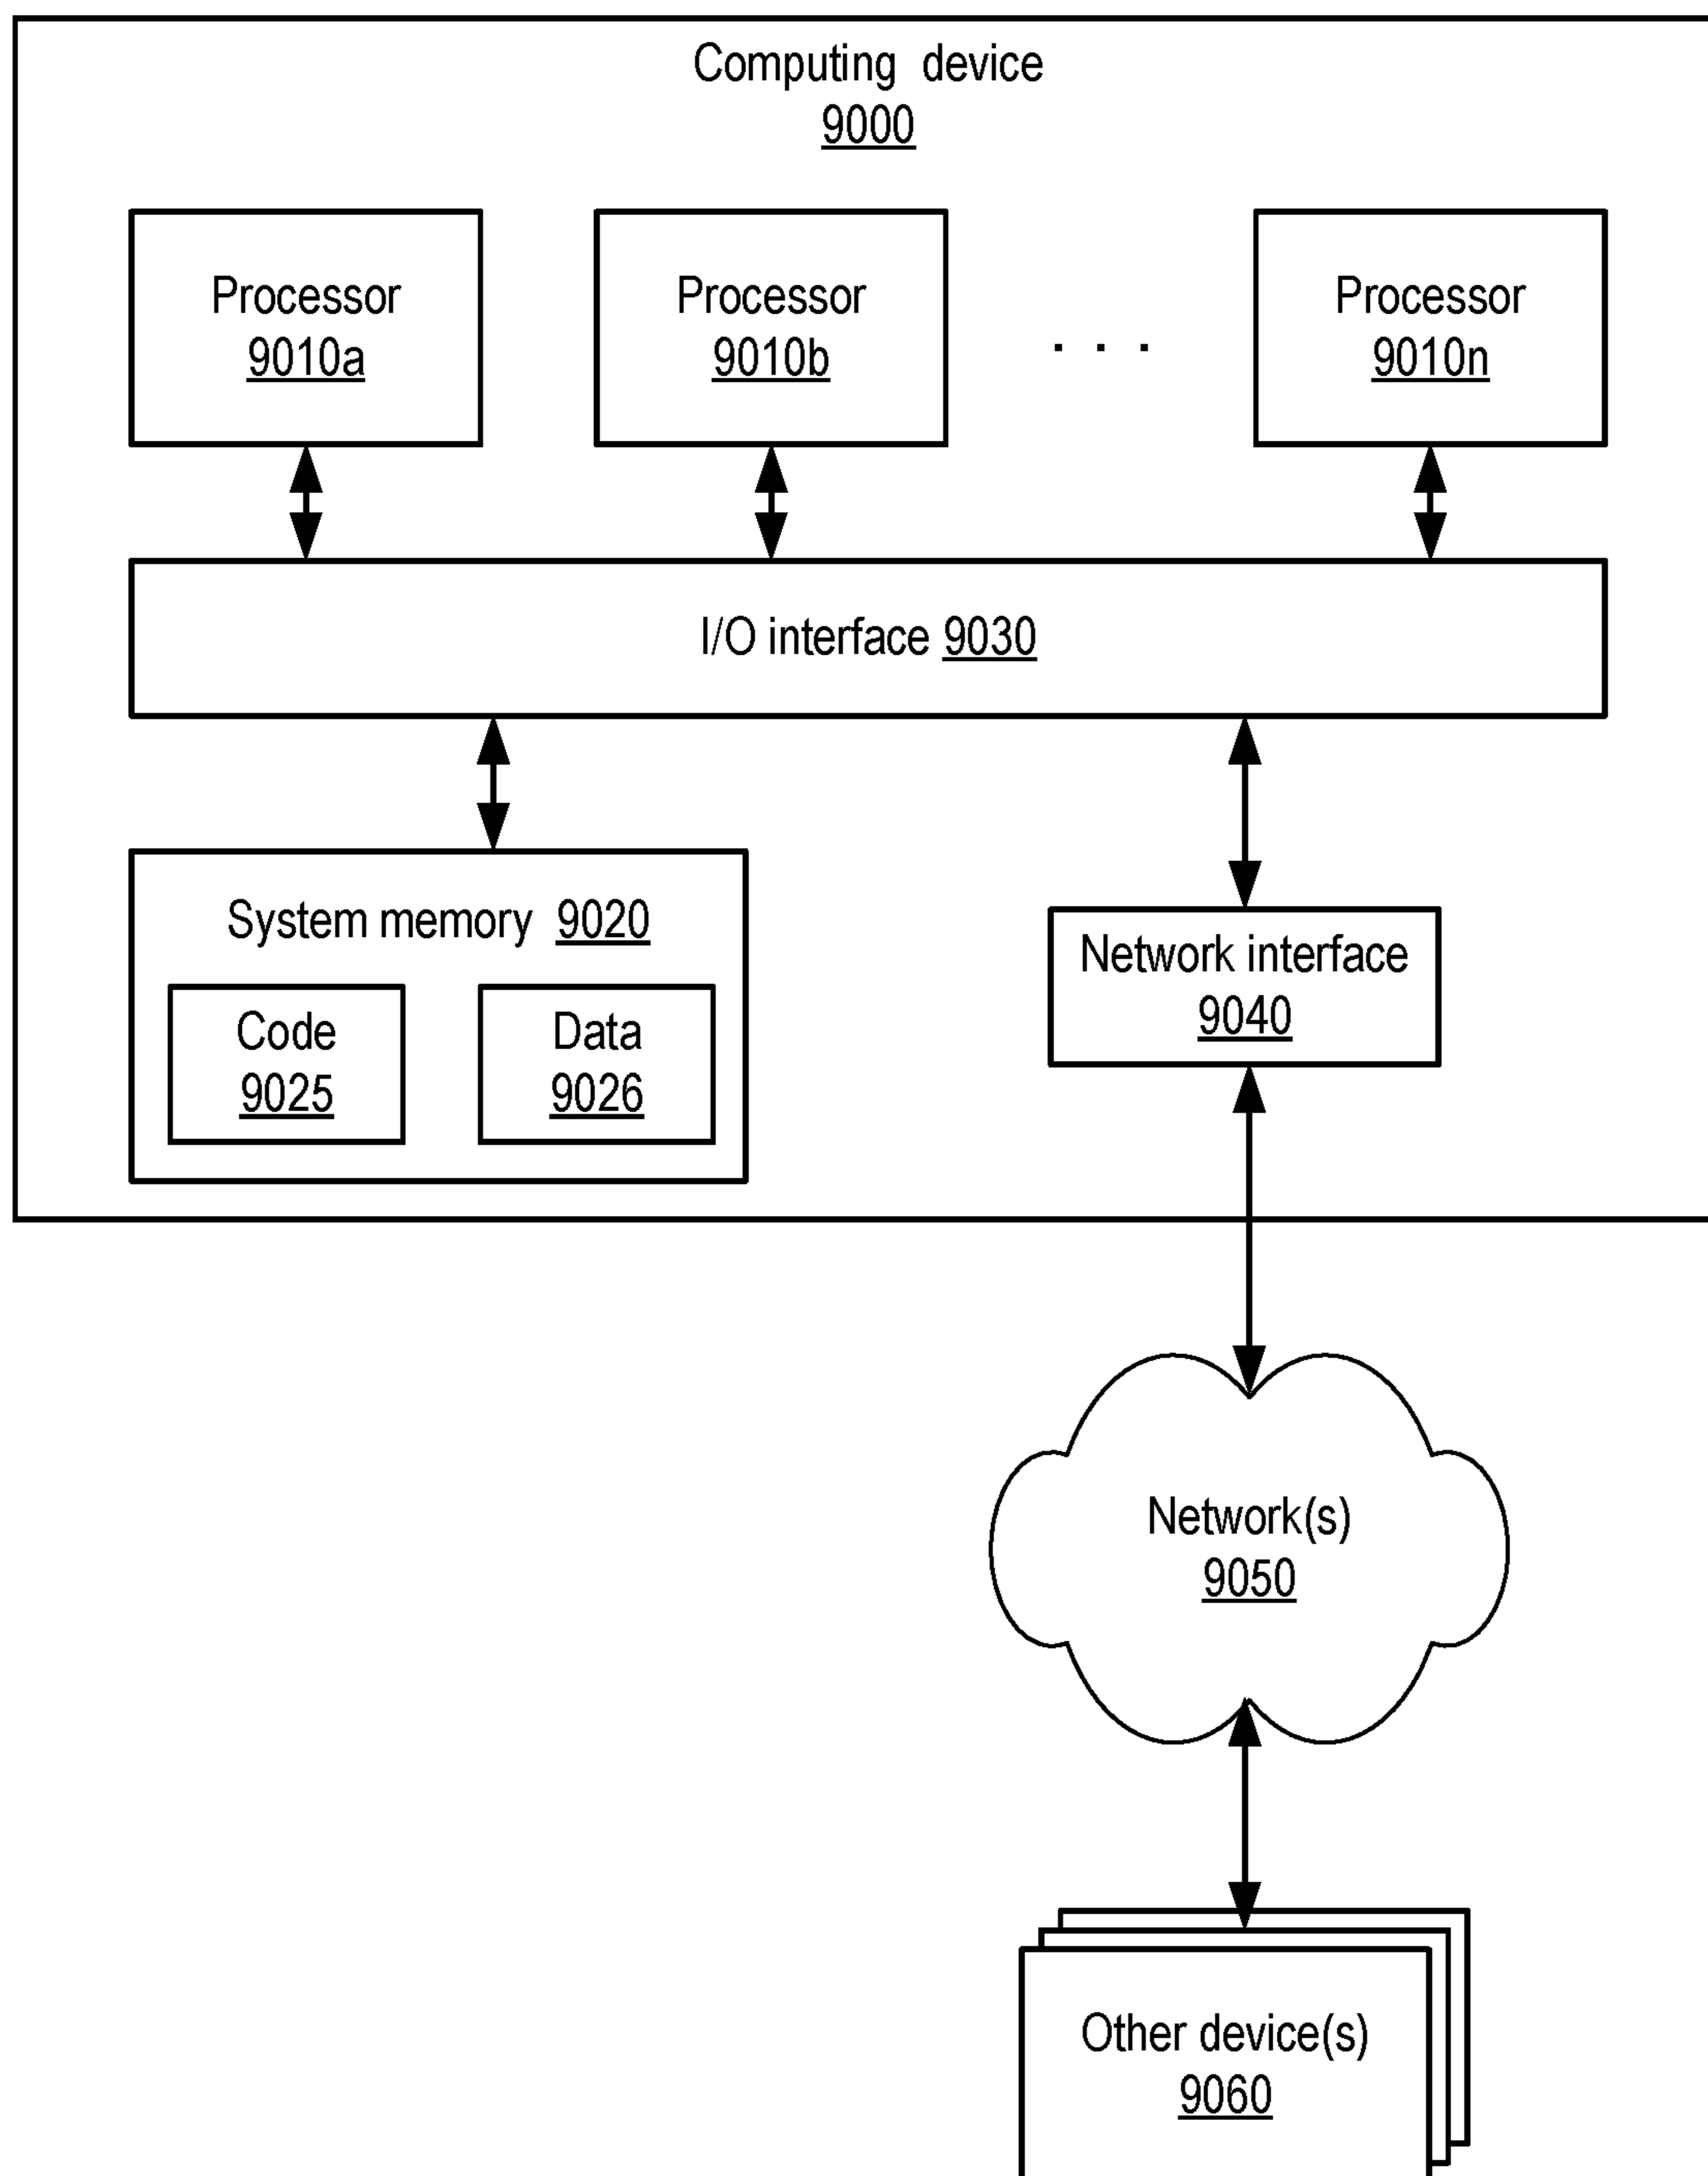 Computing device
9000
Processor
9010a
Processor
9010b
. . .
Processor
9010n
I/O interface 9030
System memory 9020
Code
9025
Data
9026
Network interface
9040
Network(s)
9050
Other device(s)
9060